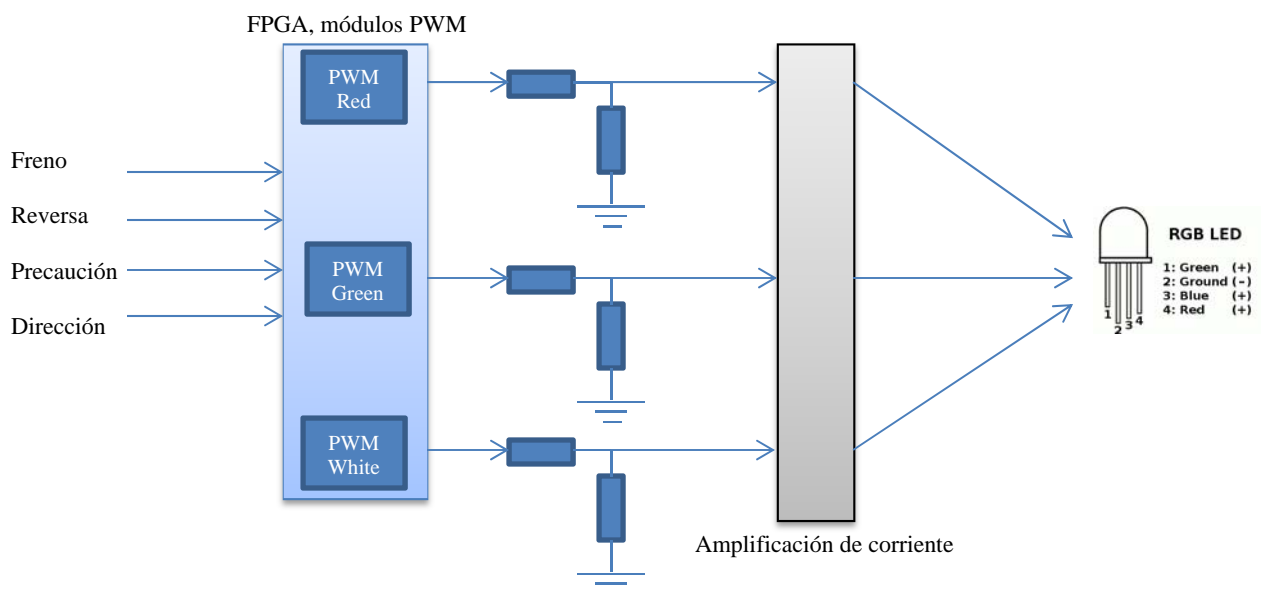 FPGA, módulos PWM
PWM
Red
Freno
Reversa
Precaución
Dirección
PWM
Green
PWM
White
Amplificación de corriente
RGB LED
1: Green (+)
2: Ground (-)
3: Blue (+)
4: Red (+)
1
2
3
4